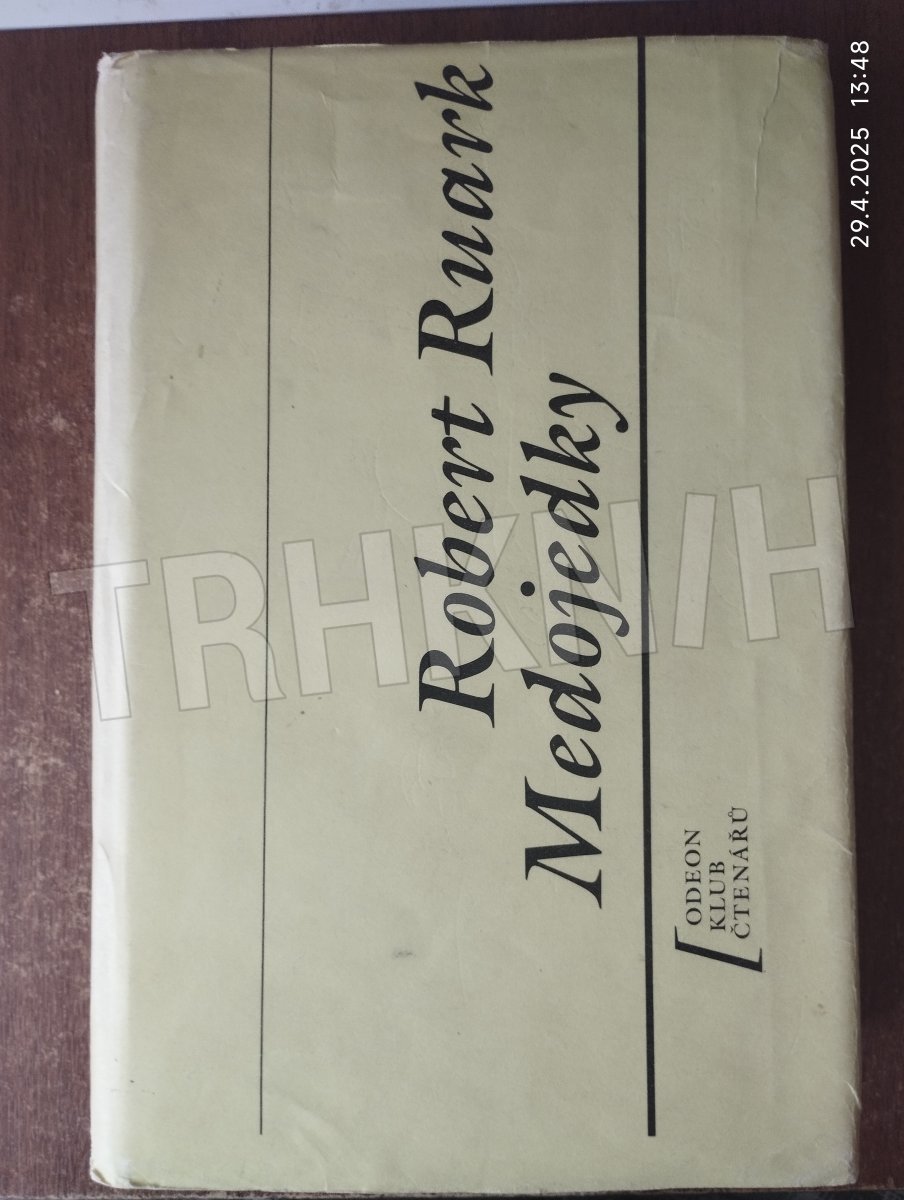 Robert Ruark
Medojedky
ODEON
KLUB
ČTENÁŘŮ
TRHKNIH
29.4.2025 13:48